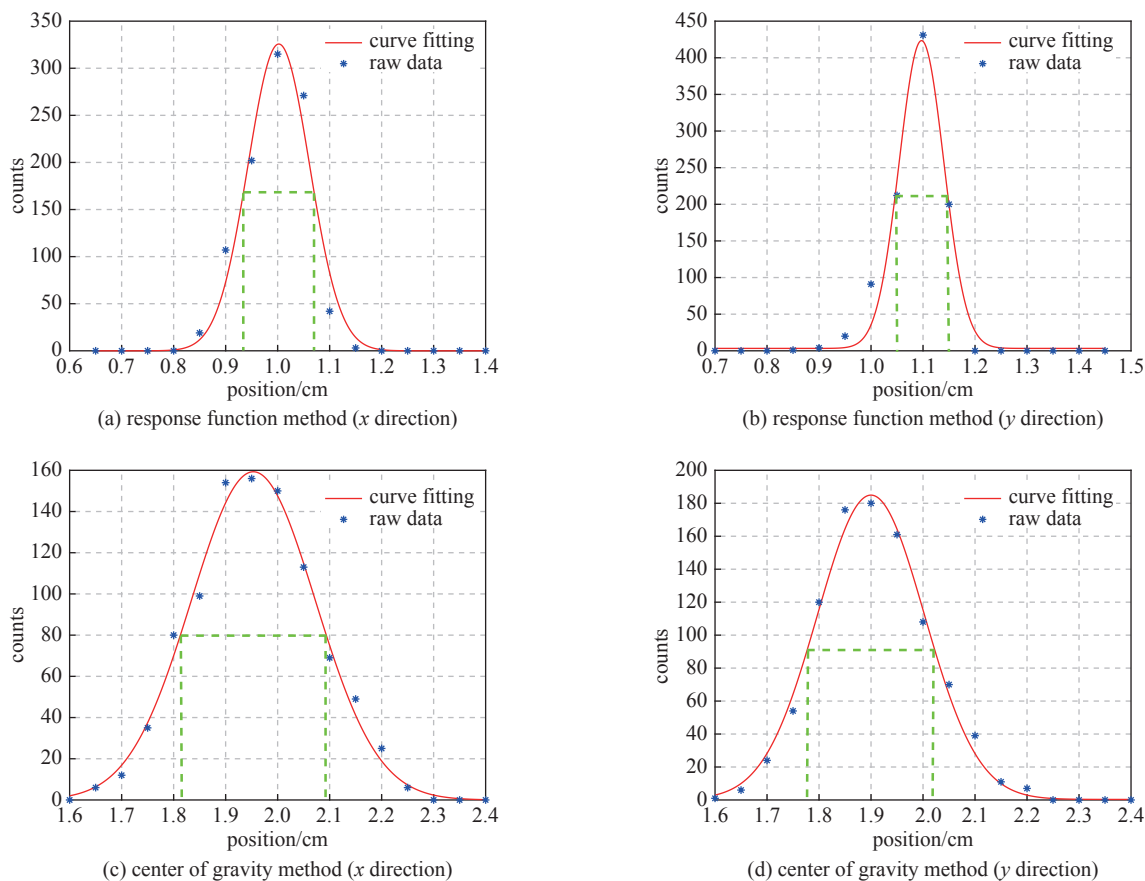 350
300
250
200
150
100
50
0
counts
curve fitting
raw data
0.6 0.7 0.8 0.9 1.0 1.1 1.2 1.3 1.4
position/cm
(a) response function method (x direction)
450
400
350
300
250
200
150
100
50
0
counts
curve fitting
raw data
0.7 0.8 0.9 1.0 1.1 1.2 1.3 1.4 1.5
position/cm
(b) response function method (y direction)
160
140
120
100
80
60
40
20
0
counts
curve fitting
raw data
1.6 1.7 1.8 1.9 2.0 2.1 2.2 2.3 2.4
position/cm
(c) center of gravity method (x direction)
200
180
160
140
120
100
80
60
40
20
0
counts
curve fitting
raw data
1.6 1.7 1.8 1.9 2.0 2.1 2.2 2.3 2.4
position/cm
(d) center of gravity method (y direction)